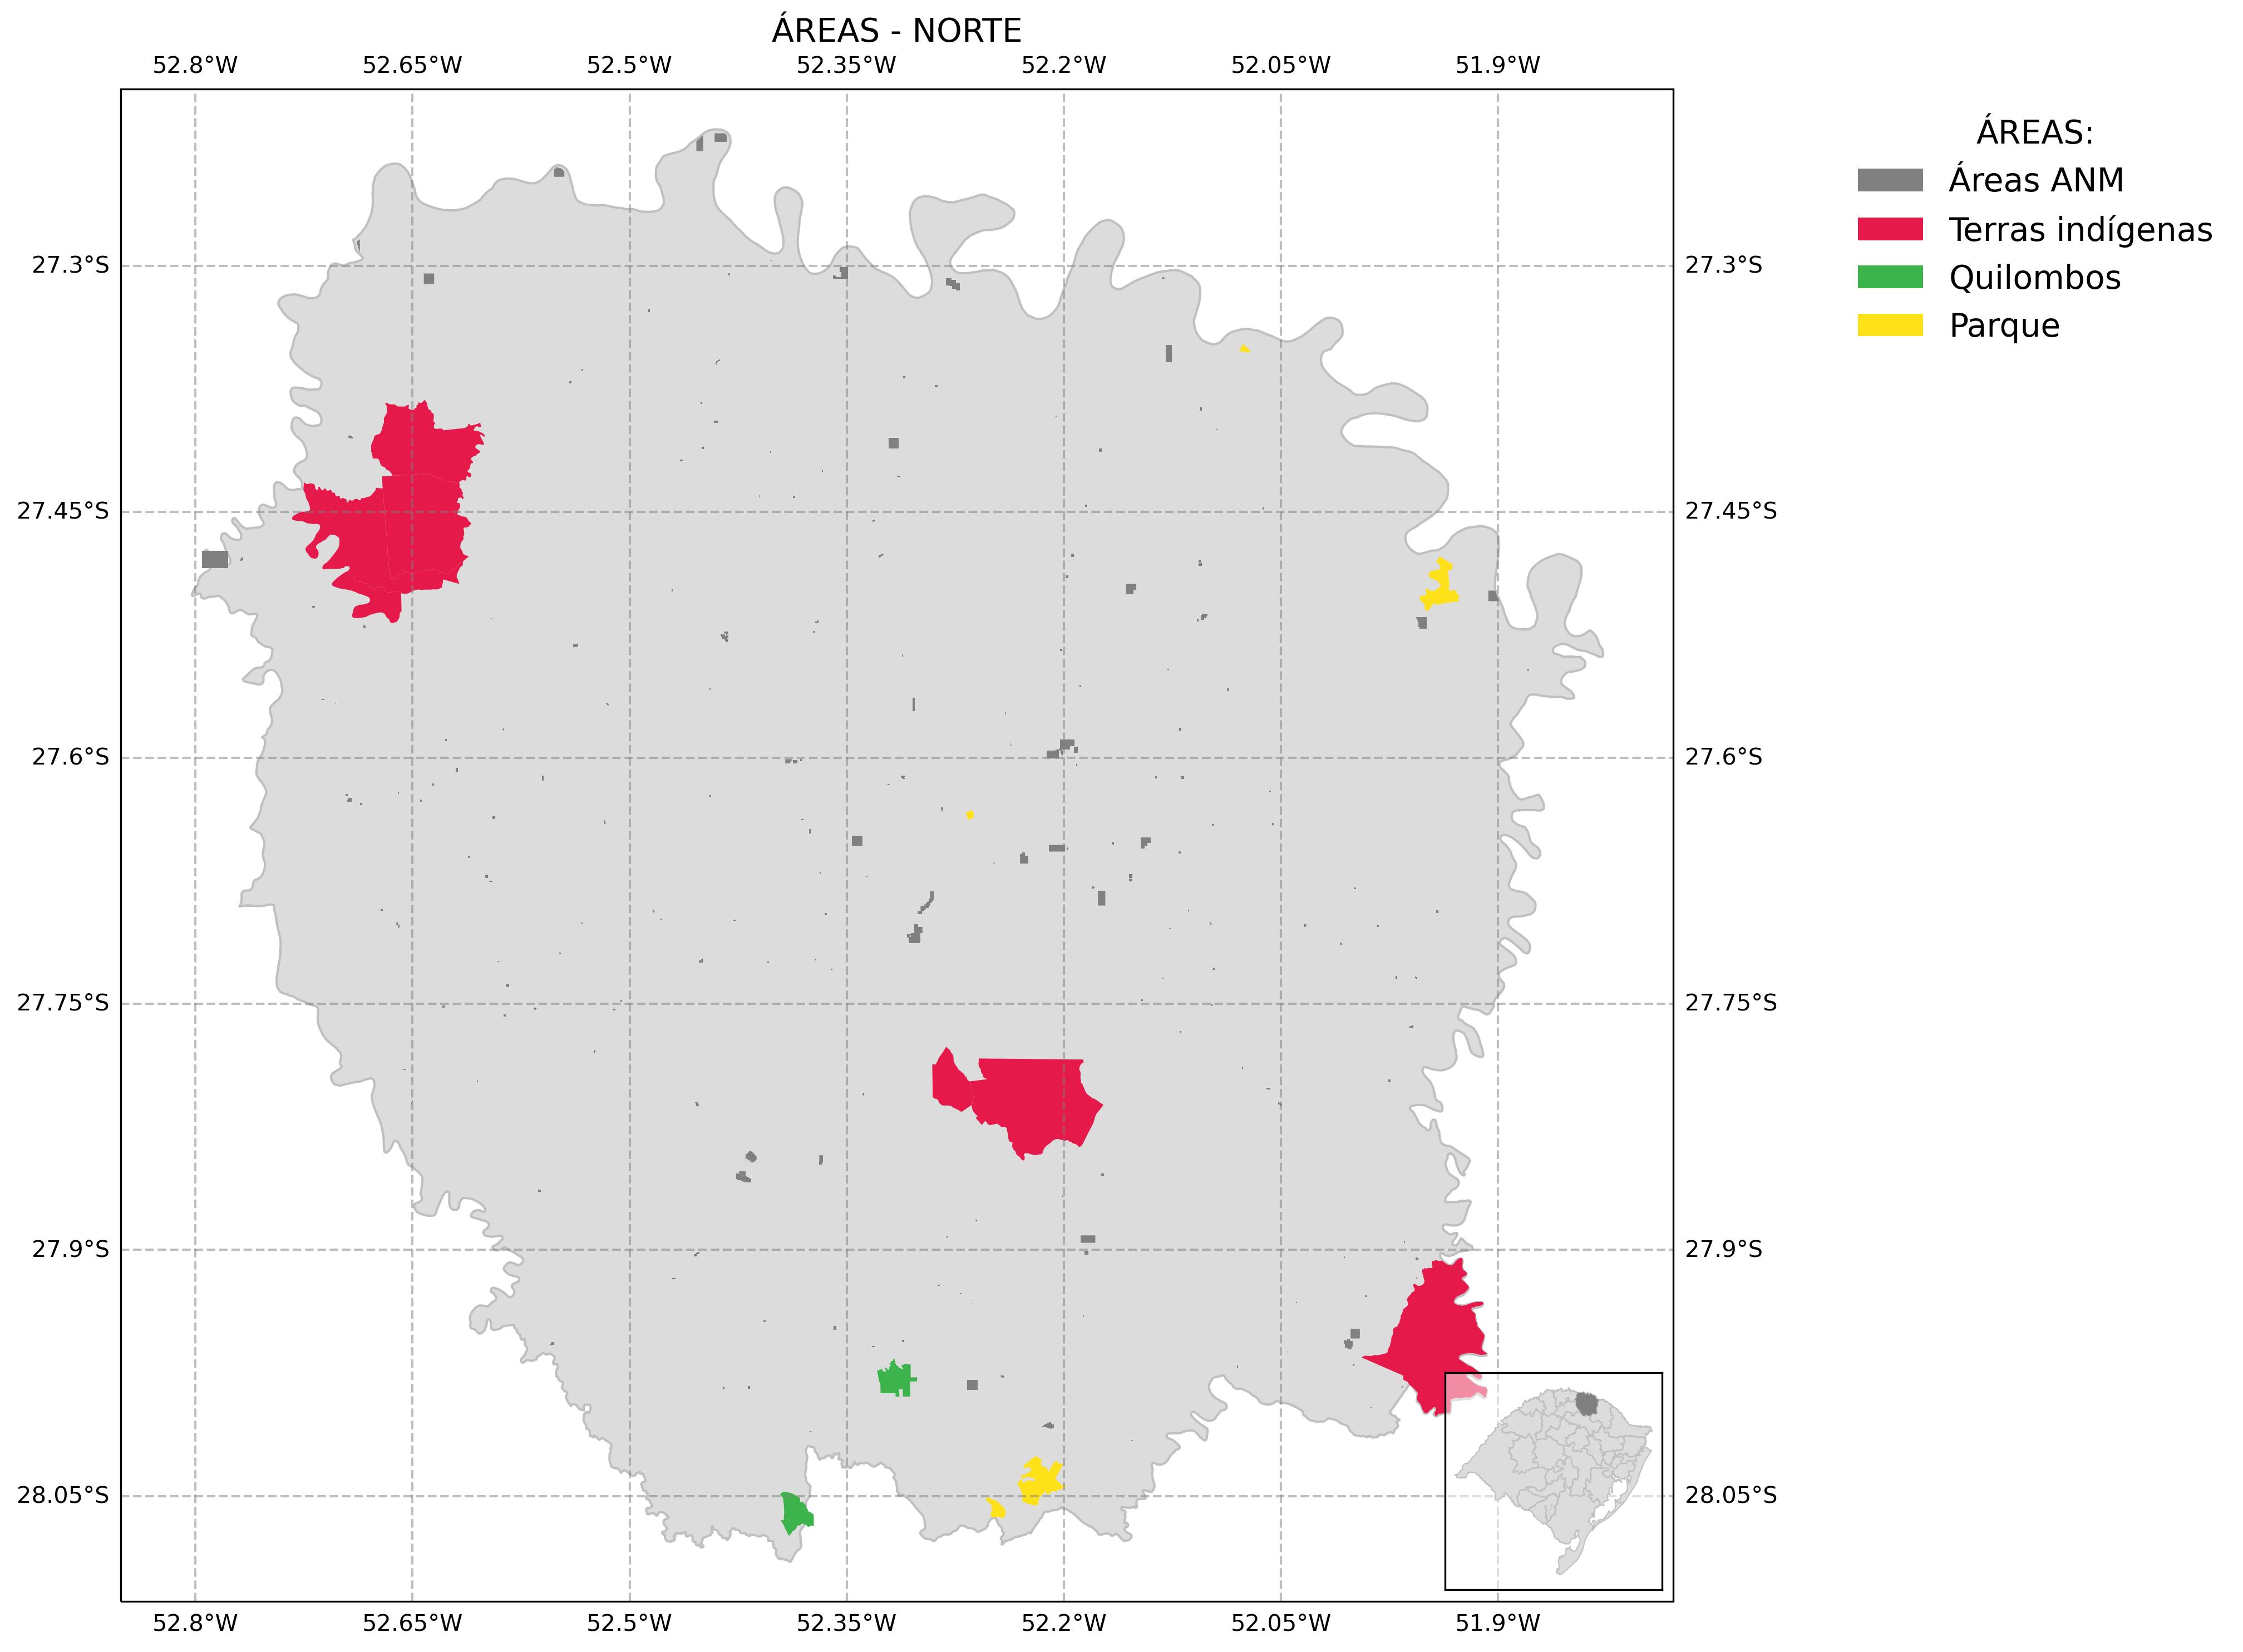 ÁREAS - NORTE
52.8°W 52.65°W 52.5°W 52.35°W 52.2°W 52.05°W 51.9°W
ÁREAS:
Áreas ANM
Terras indígenas
Quilombos
Parque
27.3°S 27.3°S
27.45°S 27.45°S
27.6°S 27.6°S
27.75°S 27.75°S
27.9°S 27.9°S
28.05°S 28.05°S
52.8°W 52.65°W 52.5°W 52.35°W 52.2°W 52.05°W 51.9°W